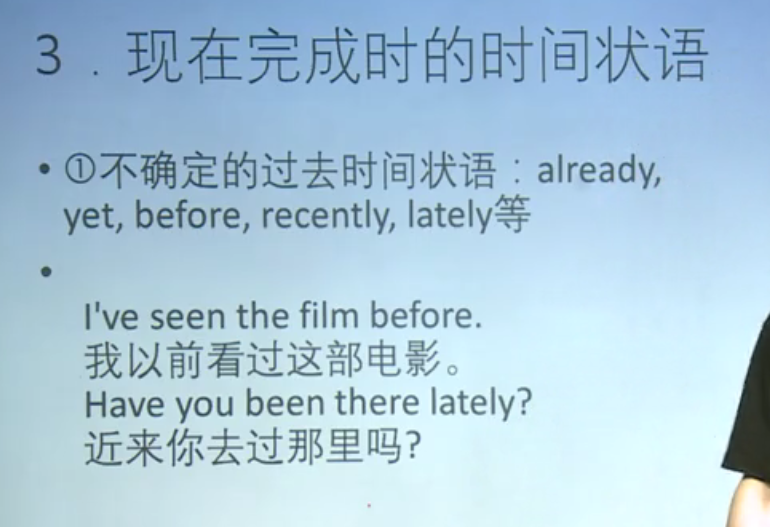 3．现在完成时的时间状语
• ①不确定的过去时间状语：already,
yet, before, recently, lately等
•
I've seen the film before.
我以前看过这部电影。
Have you been there lately?
近来你去过那里吗?